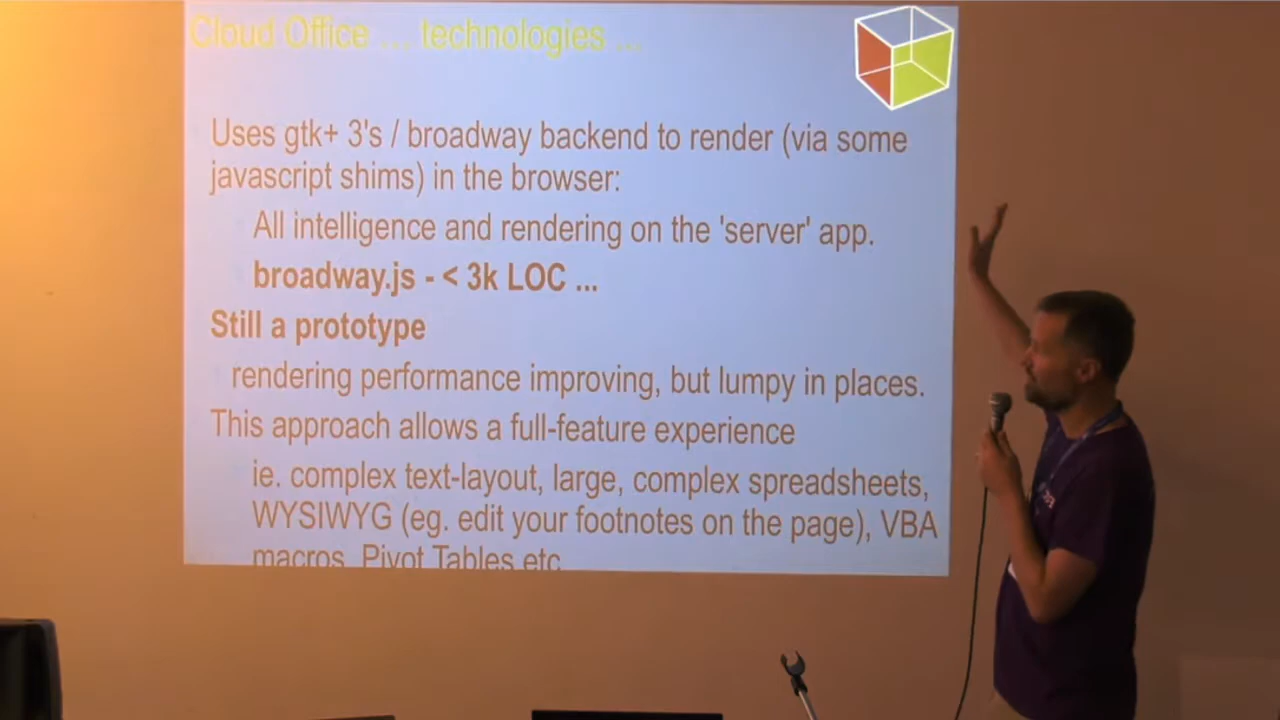 Cloud Office ... technologies ...
Uses gtk+ 3's / broadway backend to render (via some
javascript shims) in the browser:
All intelligence and rendering on the 'server' app.
broadway.js - < 3k LOC ...
Still a prototype
rendering performance improving, but lumpy in places.
This approach allows a full-feature experience
ie. complex text-layout, large, complex spreadsheets,
WYSIWYG (eg. edit your footnotes on the page), VBA
macros, Pivot Tables etc